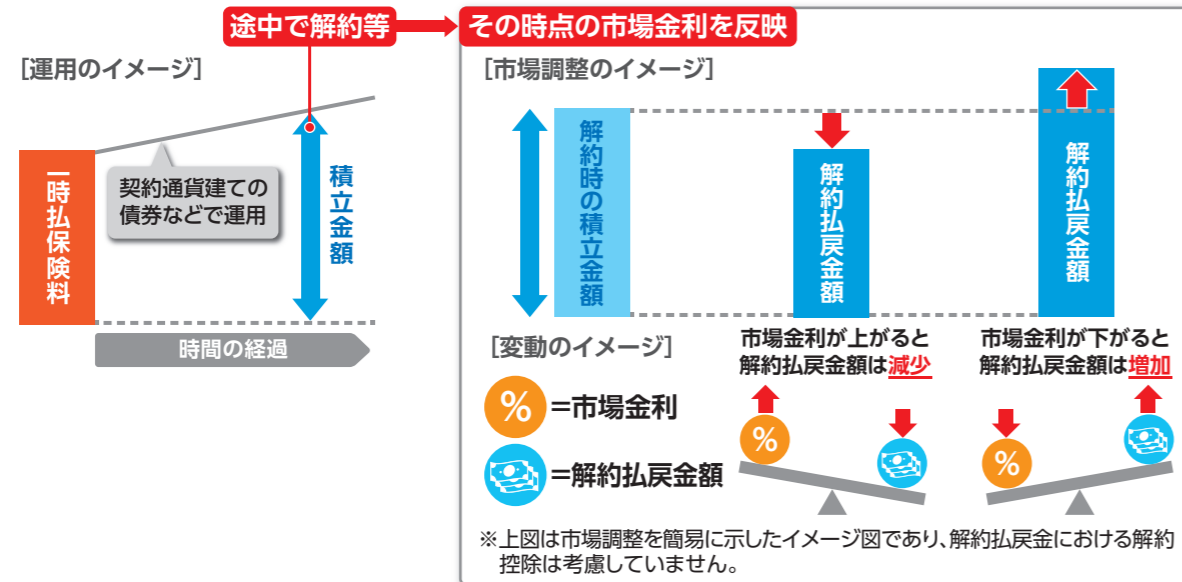 途中で解約等
その時点の市場金利を反映
［運用のイメージ］
一時払保険料
契約通貨建ての
債券などで運用
積立金額
時間の経過
［市場調整のイメージ］
解約時の積立金額
解約払戻金額
解約払戻金額
市場金利が上がると
解約払戻金額は減少
市場金利が下がると
解約払戻金額は増加
［変動のイメージ］
%＝市場金利
＝解約払戻金額
%
%
※上図は市場調整を簡易に示したイメージ図であり、解約払戻金における解約
控除は考慮していません。